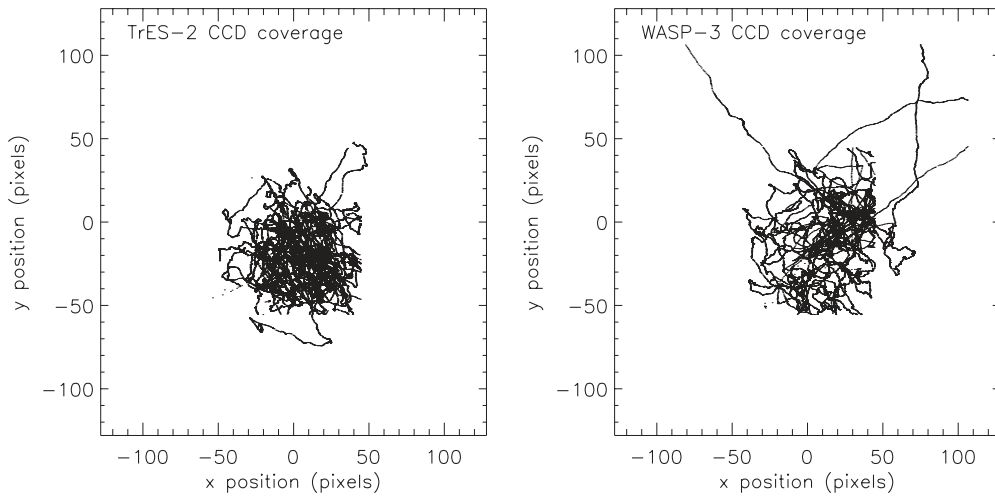 TrES-2 CCD coverage
y position (pixels)
100
50
0
−50
−100
−100 −50 0 50 100
x position (pixels)
WASP-3 CCD coverage
y position (pixels)
100
50
0
−50
−100
−100 −50 0 50 100
x position (pixels)